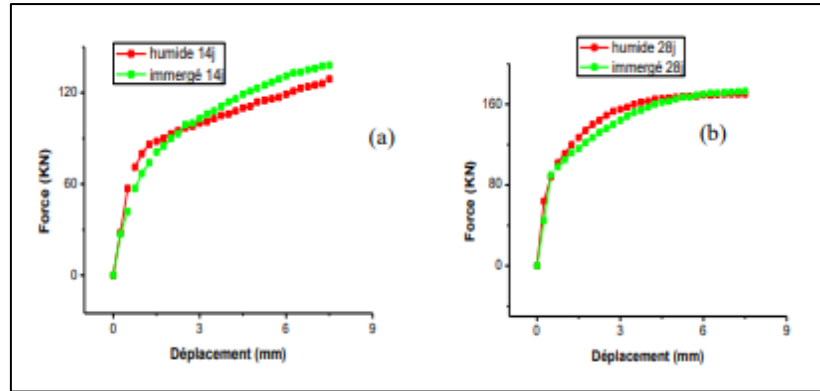 humide 14j
immergé 14j
(a)
120
60
0
Force (KN)
0 3 6 9
Déplacement (mm)
humide 28j
immergé 28j
(b)
160
80
0
Force (KN)
0 3 6 9
Déplacement (mm)